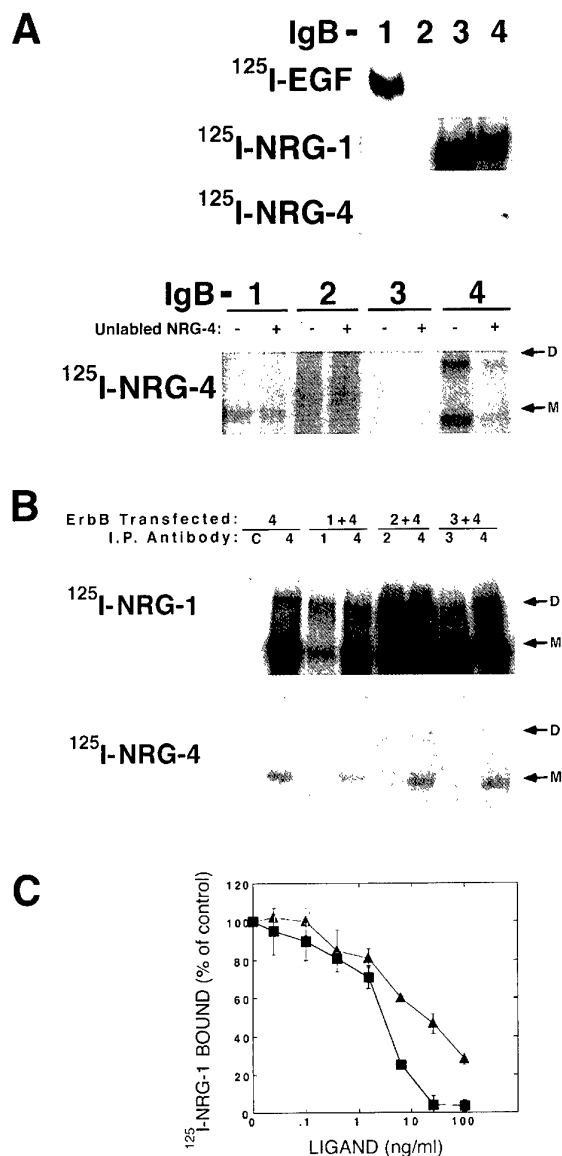 A
IgB - 1 2 3 4
125I-EGF
125I-NRG-1
125I-NRG-4
IgB - 1 2 3 4
Unlabled NRG-4: - + - + - + - +
125I-NRG-4
D
M
B
ErbB Transfected: 4 1+4 2+4 3+4
I.P. Antibody: C 4 1 4 2 4 3 4
125I-NRG-1
D
M
125I-NRG-4
D
M
C
125I-NRG-1 BOUND (% of control)
120
100
80
60
40
20
0
0 .1 1 10 100
LIGAND (ng/ml)